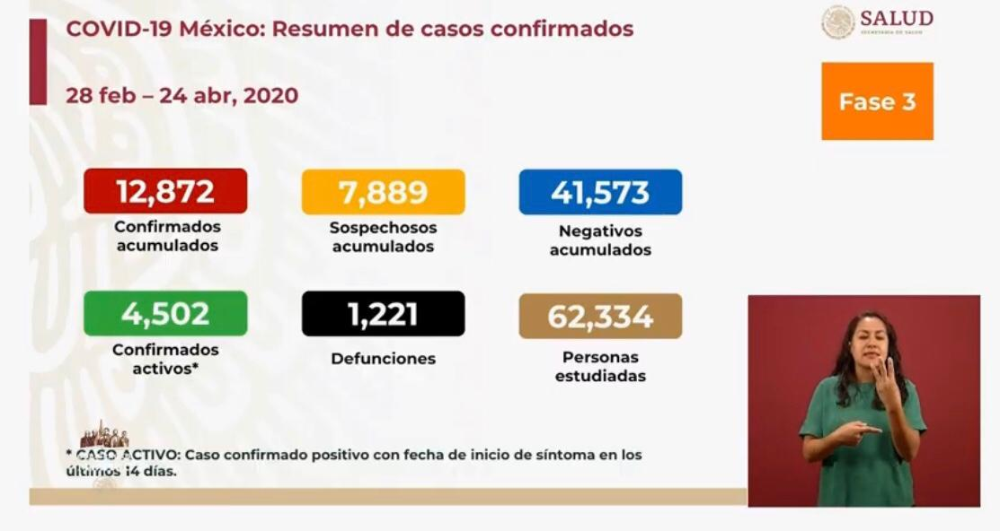 COVID-19 México: Resumen de casos confirmados
28 feb – 24 abr, 2020
SALUD
SECRETARÍA DE SALUD
Fase 3
12,872
Confirmados
acumulados
7,889
Sospechosos
acumulados
41,573
Negativos
acumulados
4,502
Confirmados
activos*
1,221
Defunciones
62,334
Personas
estudiadas
* CASO ACTIVO: Caso confirmado positivo con fecha de inicio de síntoma en los
últimos 14 días.